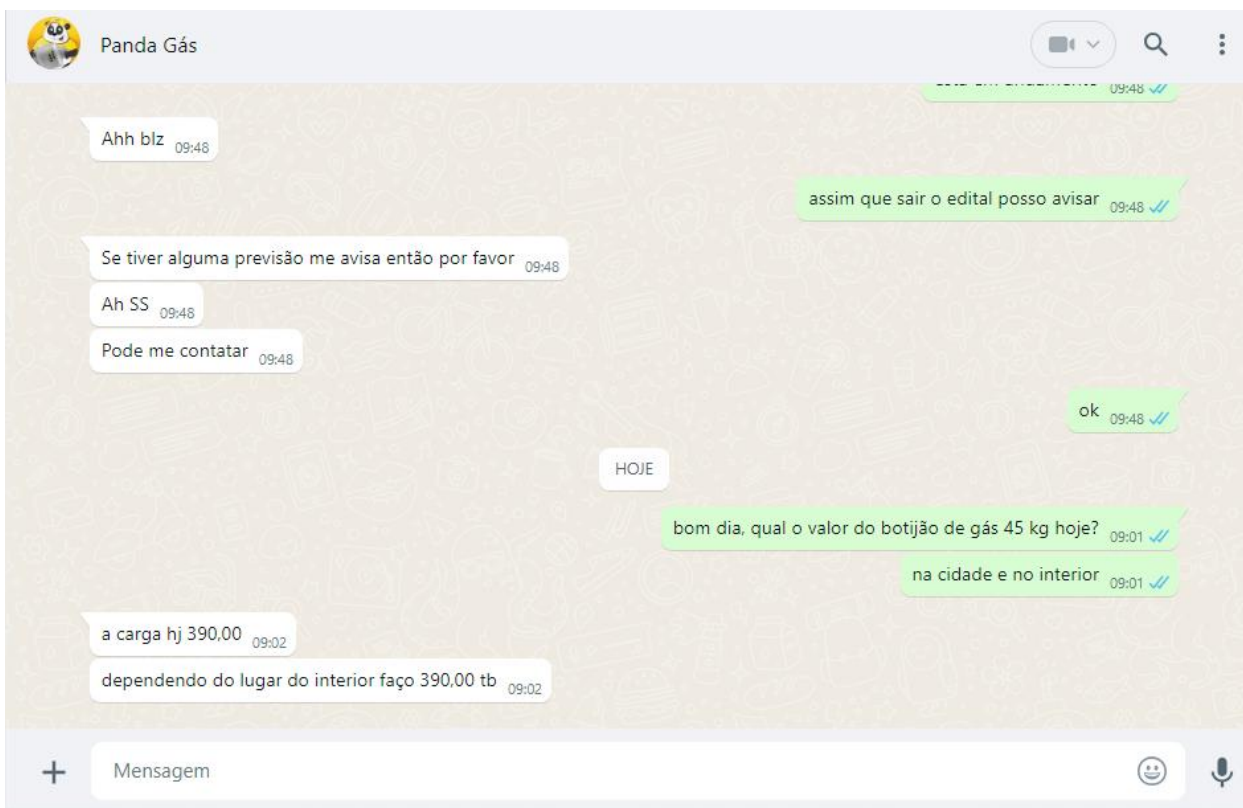 Panda Gás
09:48
Ahh blz 09:48
assim que sair o edital posso avisar 09:48
Se tiver alguma previsão me avisa então por favor 09:48
Ah SS 09:48
Pode me contatar 09:48
ok 09:48
HOJE
bom dia, qual o valor do botijão de gás 45 kg hoje? 09:01
na cidade e no interior 09:01
a carga hj 390,00 09:02
dependendo do lugar do interior faço 390,00 tb 09:02
Mensagem